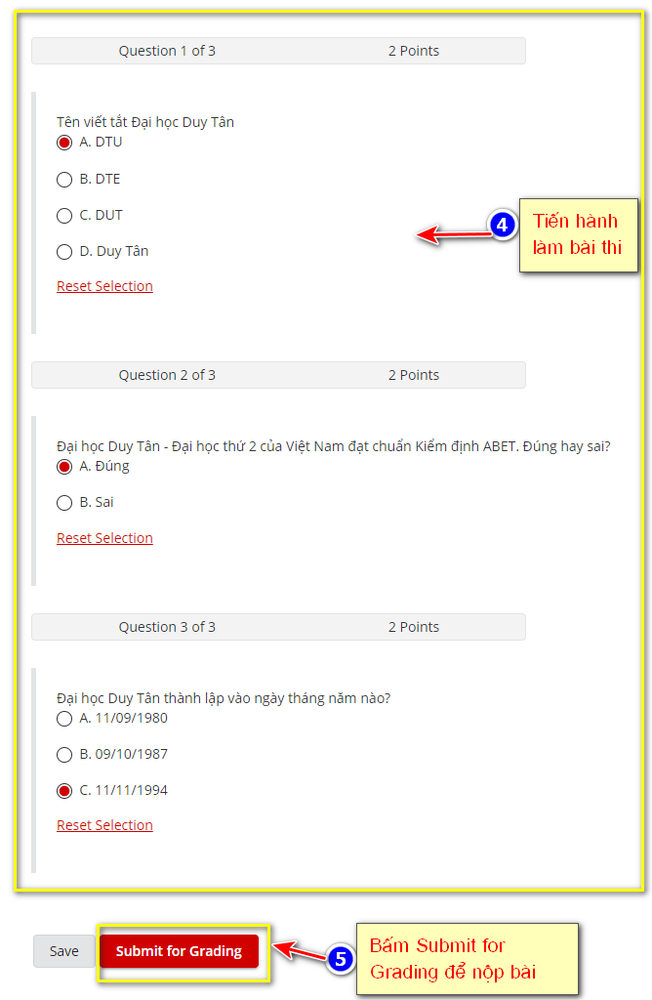 Question 1 of 3 2 Points
Tên viết tắt Đại học Duy Tân
A. DTU
B. DTE
C. DUT
D. Duy Tân
Reset Selection
4
Tiến hành
làm bài thi
Question 2 of 3 2 Points
Đại học Duy Tân - Đại học thứ 2 của Việt Nam đạt chuẩn Kiểm định ABET. Đúng hay sai?
A. Đúng
B. Sai
Reset Selection
Question 3 of 3 2 Points
Đại học Duy Tân thành lập vào ngày tháng năm nào?
A. 11/09/1980
B. 09/10/1987
C. 11/11/1994
Reset Selection
Save Submit for Grading
5
Bấm Submit for
Grading để nộp bài